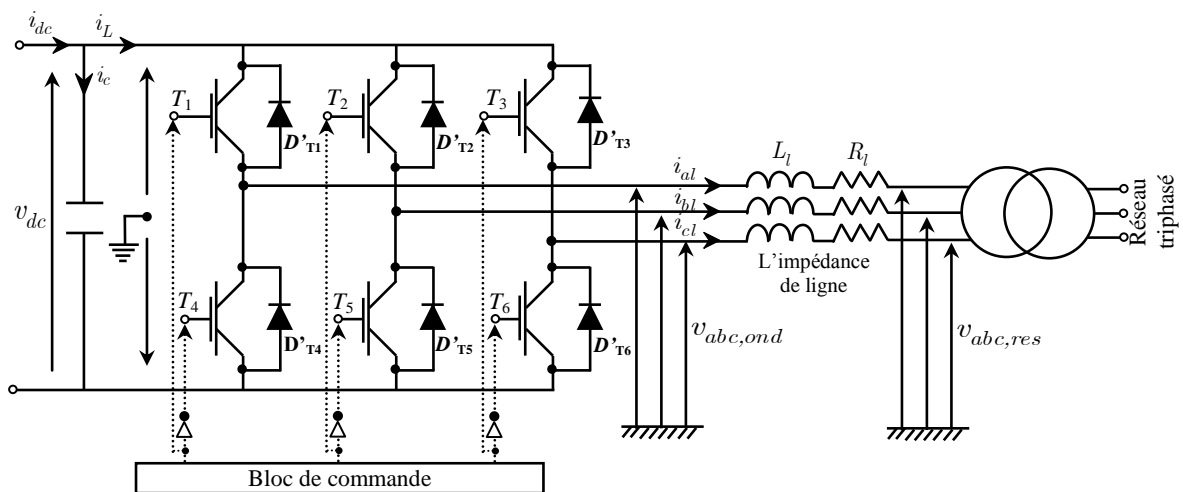 i_dc
i_L
i_c
v_dc
T_1
T_2
T_3
D'_T1
D'_T2
D'_T3
T_4
T_5
T_6
D'_T4
D'_T5
D'_T6
i_al
i_bl
i_cl
L_l
R_l
L'impédance
de ligne
v_abc,ond
v_abc,res
Réseau
triphasé
Bloc de commande